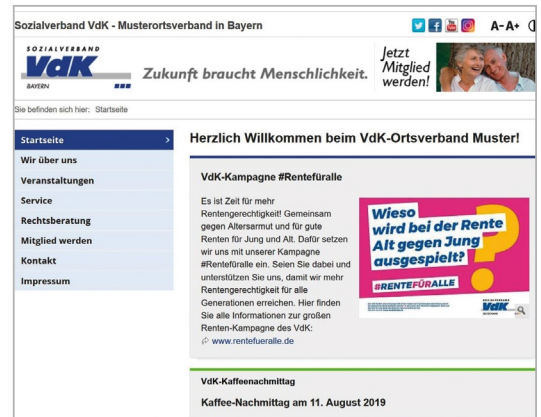 Sozialverband VdK - Musterortsverband in Bayern
A- A+
SOZIALVERBAND
VdK
BAYERN
Zukunft braucht Menschlichkeit.
Jetzt
Mitglied
werden!
Sie befinden sich hier: Startseite
Startseite
Wir über uns
Veranstaltungen
Service
Rechtsberatung
Mitglied werden
Kontakt
Impressum
Herzlich Willkommen beim VdK-Ortsverband Muster!
VdK-Kampagne #Rentefüralle
Es ist Zeit für mehr
Rentengerechtigkeit! Gemeinsam
gegen Altersarmut und für gute
Renten für Jung und Alt. Dafür setzen
wir uns mit unserer Kampagne
#Rentefüralle ein. Seien Sie dabei und
unterstützen Sie uns, damit wir mehr
Rentengerechtigkeit für alle
Generationen erreichen. Hier finden
Sie alle Informationen zur großen
Renten-Kampagne des VdK:
www.rentefueralle.de
Wieso
wird bei der Rente
Alt gegen Jung
ausgespielt?
#RENTEFÜRALLE
VdK
VdK-Kaffeenachmittag
Kaffee-Nachmittag am 11. August 2019